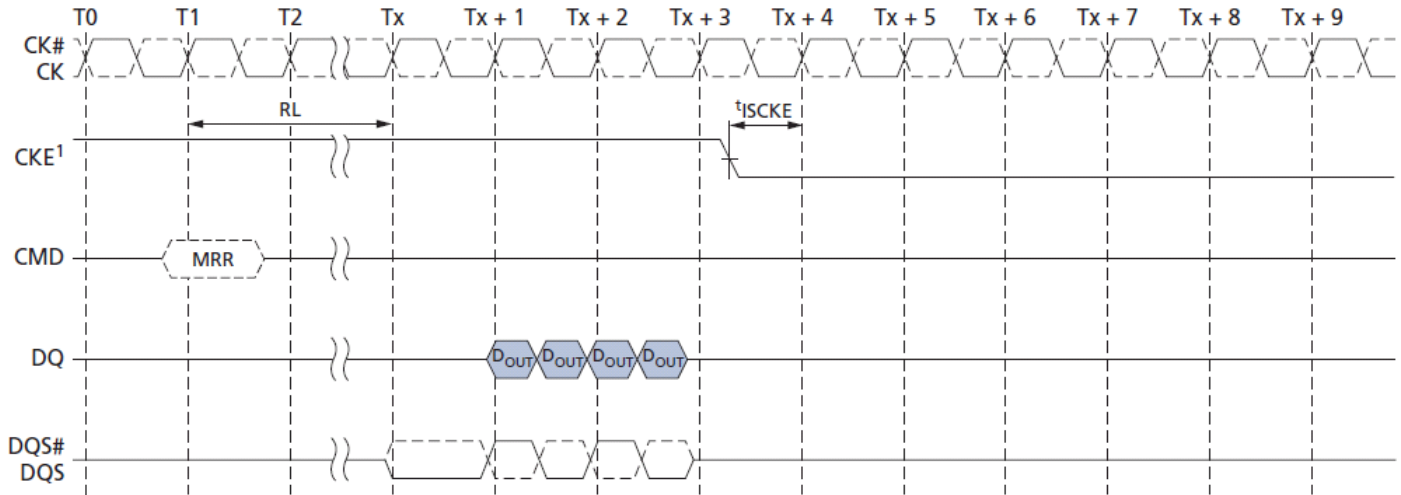 T0 T1 T2 Tx Tx + 1 Tx + 2 Tx + 3 Tx + 4 Tx + 5 Tx + 6 Tx + 7 Tx + 8 Tx + 9
CK#
CK
RL
tISCKE
CKE1
CMD MRR
DQ DOUT DOUT DOUT DOUT
DQS#
DQS